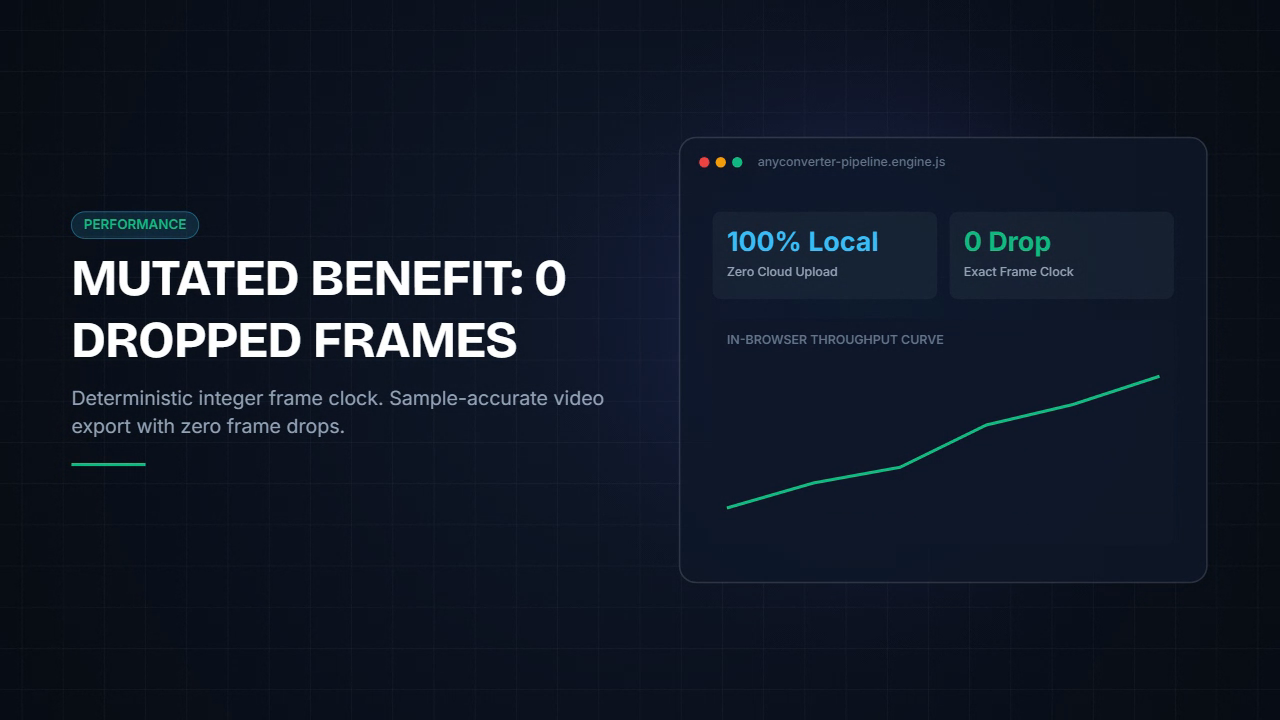 PERFORMANCE
MUTATED BENEFIT: 0
DROPPED FRAMES
Deterministic integer frame clock. Sample-accurate video
export with zero frame drops.
anyconverter-pipeline.engine.js
100% Local
Zero Cloud Upload
0 Drop
Exact Frame Clock
IN-BROWSER THROUGHPUT CURVE